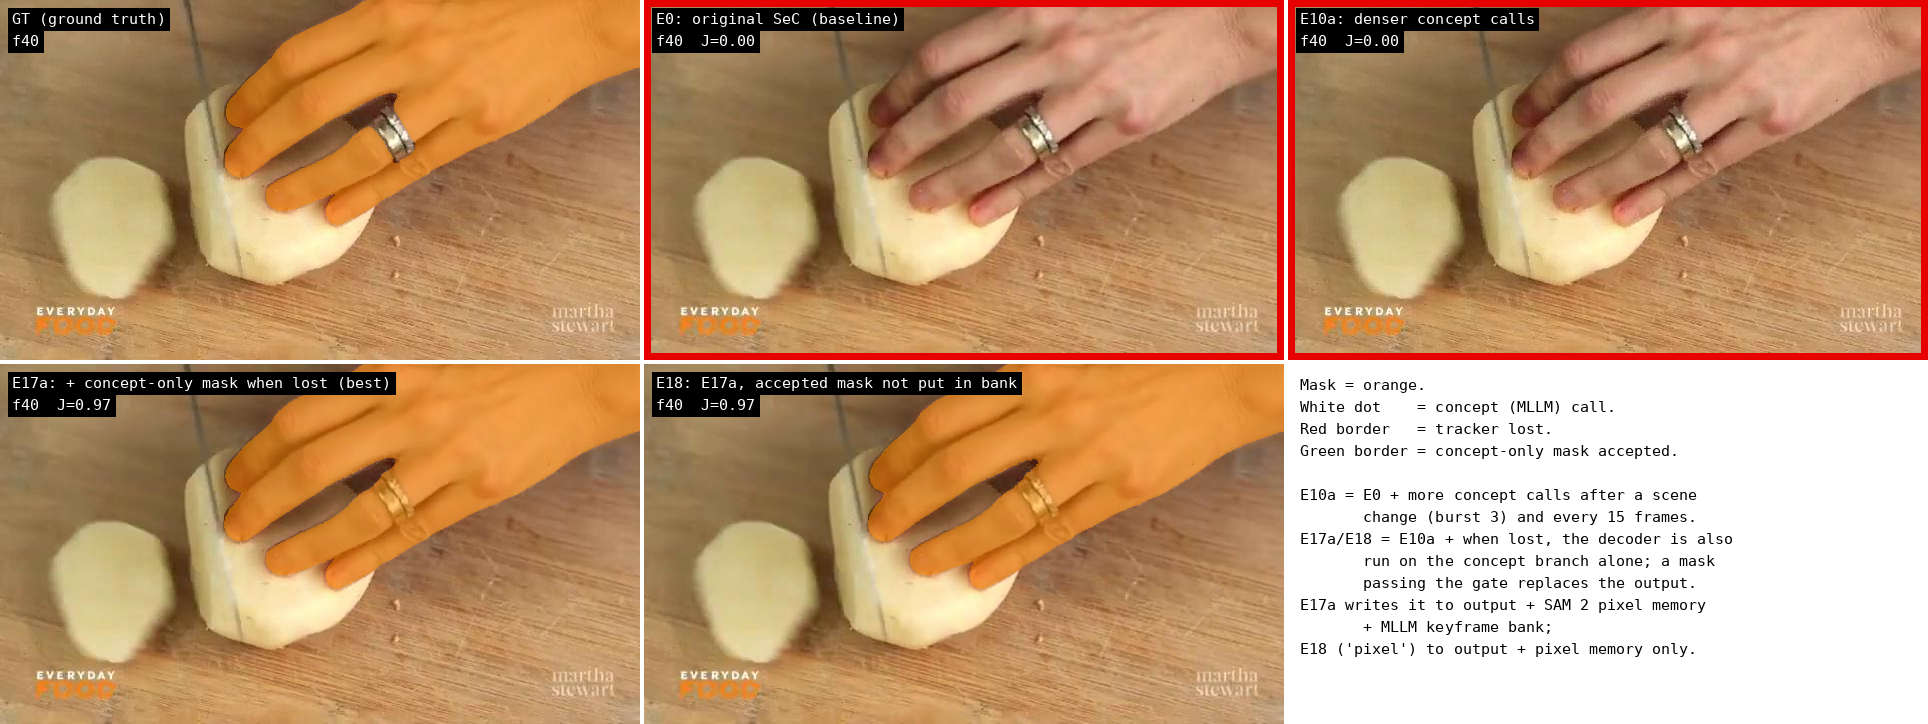 GT (ground truth)
f40
E0: original SeC (baseline)
f40 J=0.00
E10a: denser concept calls
f40 J=0.00
EVERYDAY
FOOD
martha
stewart
EVERYDAY
FOOD
martha
stewart
EVERYDAY
FOOD
martha
stewart
E17a: + concept-only mask when lost (best)
f40 J=0.97
E18: E17a, accepted mask not put in bank
f40 J=0.97
EVERYDAY
FOOD
martha
stewart
EVERYDAY
FOOD
martha
stewart
Mask = orange.
White dot = concept (MLLM) call.
Red border = tracker lost.
Green border = concept-only mask accepted.
E10a = E0 + more concept calls after a scene
change (burst 3) and every 15 frames.
E17a/E18 = E10a + when lost, the decoder is also
run on the concept branch alone; a mask
passing the gate replaces the output.
E17a writes it to output + SAM 2 pixel memory
+ MLLM keyframe bank;
E18 ('pixel') to output + pixel memory only.